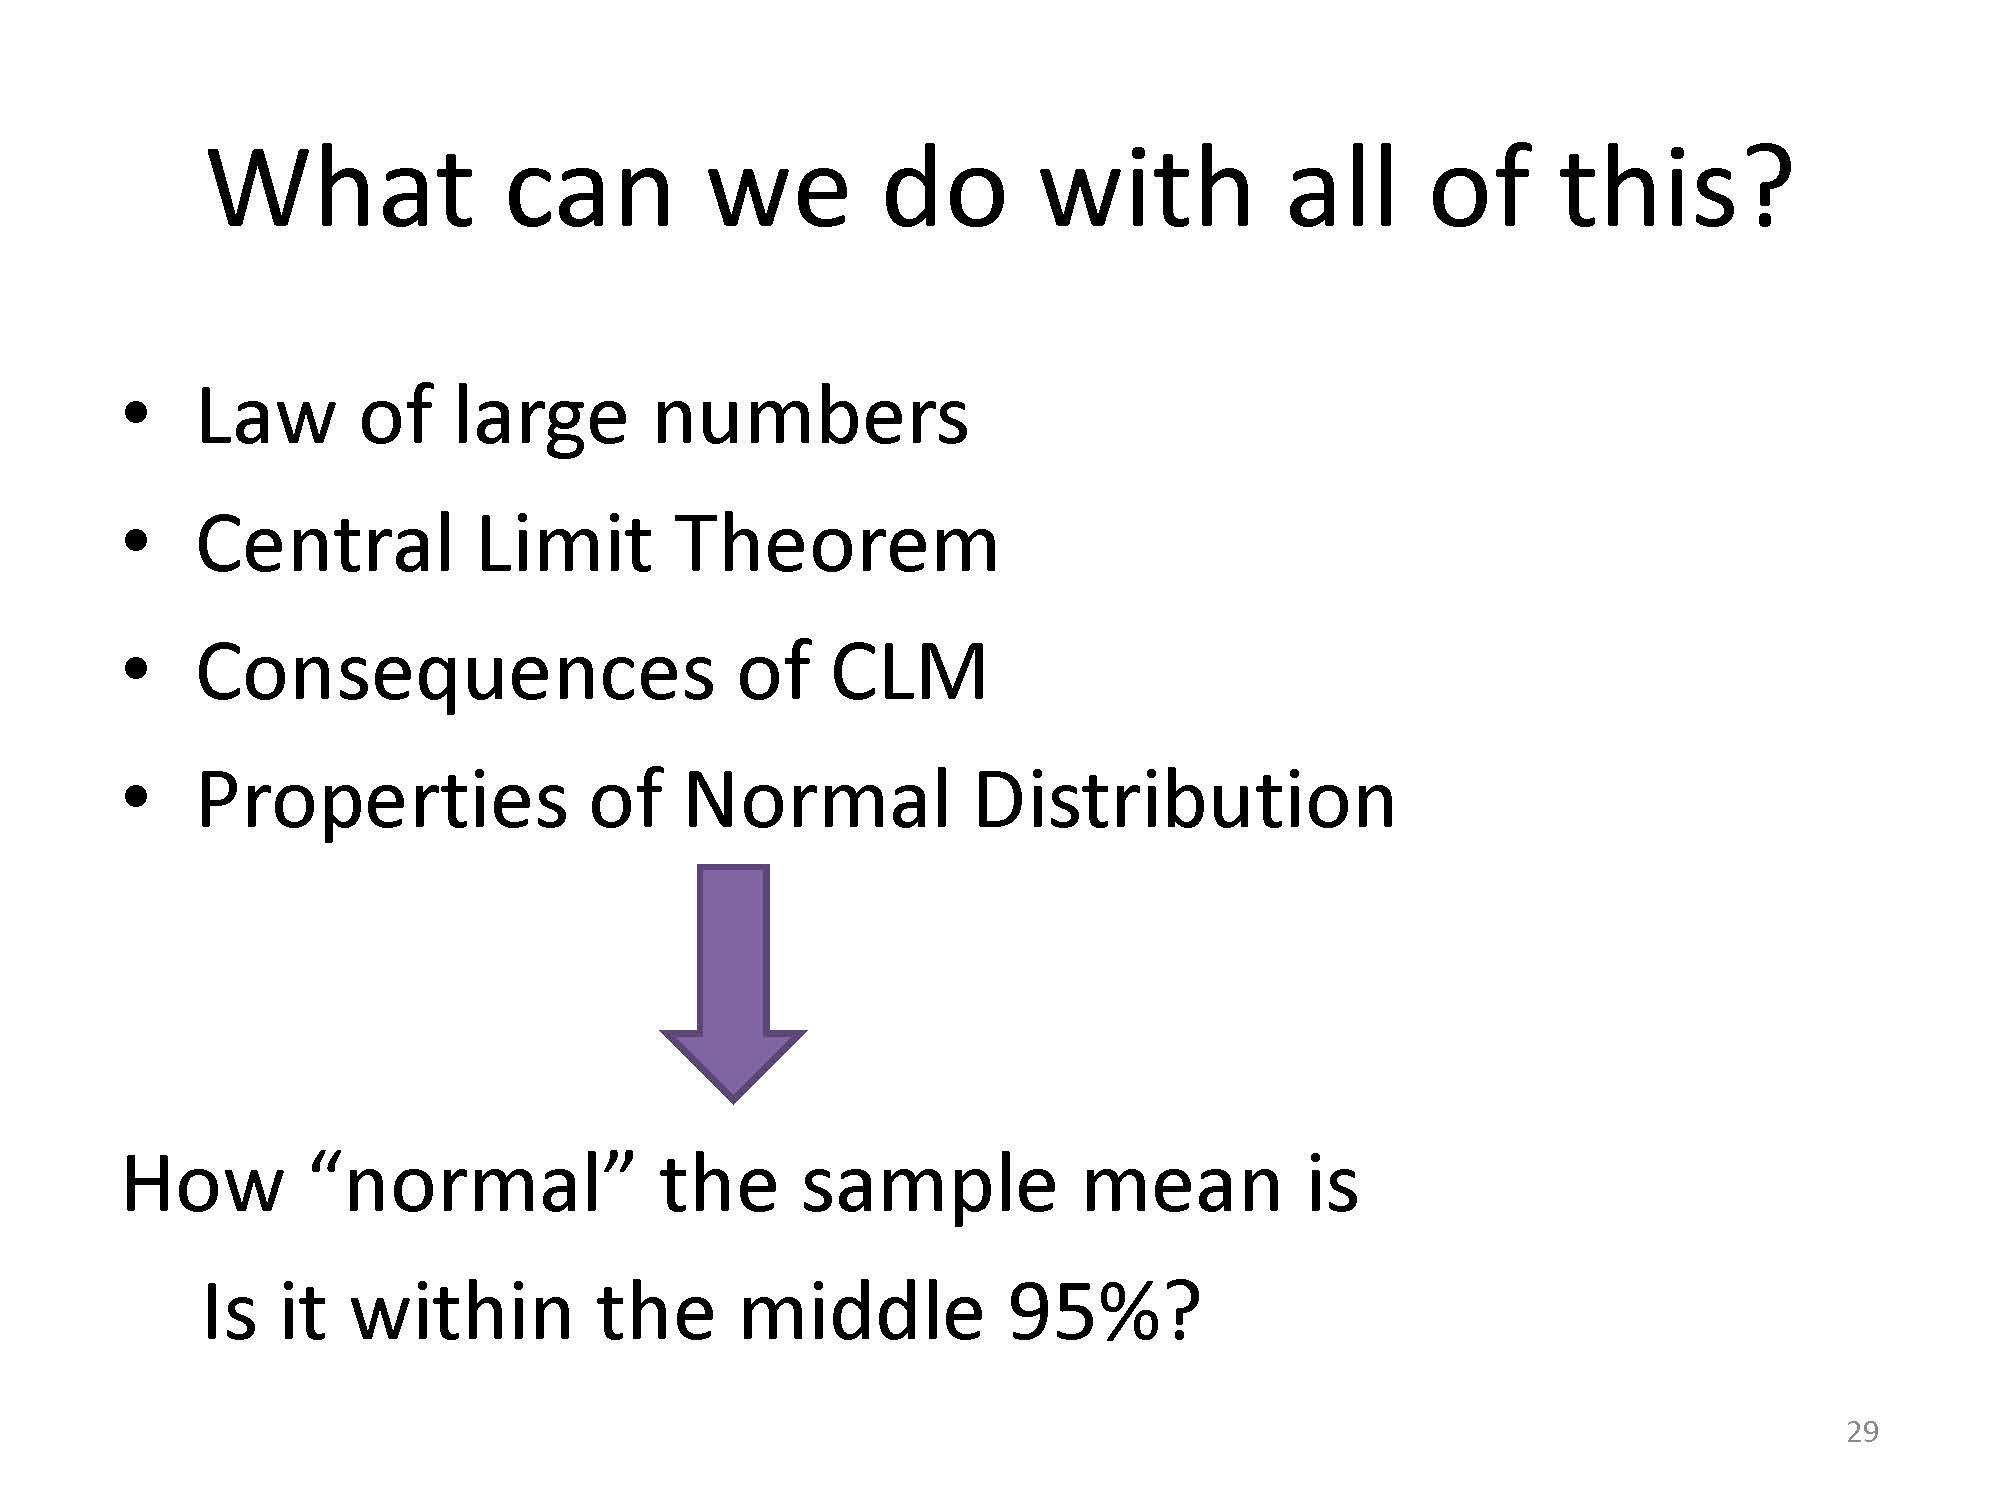 What can we do with all of this?
• Law of large numbers
• Central Limit Theorem
• Consequences of CLM
• Properties of Normal Distribution
How “normal” the sample mean is
Is it within the middle 95%?
29